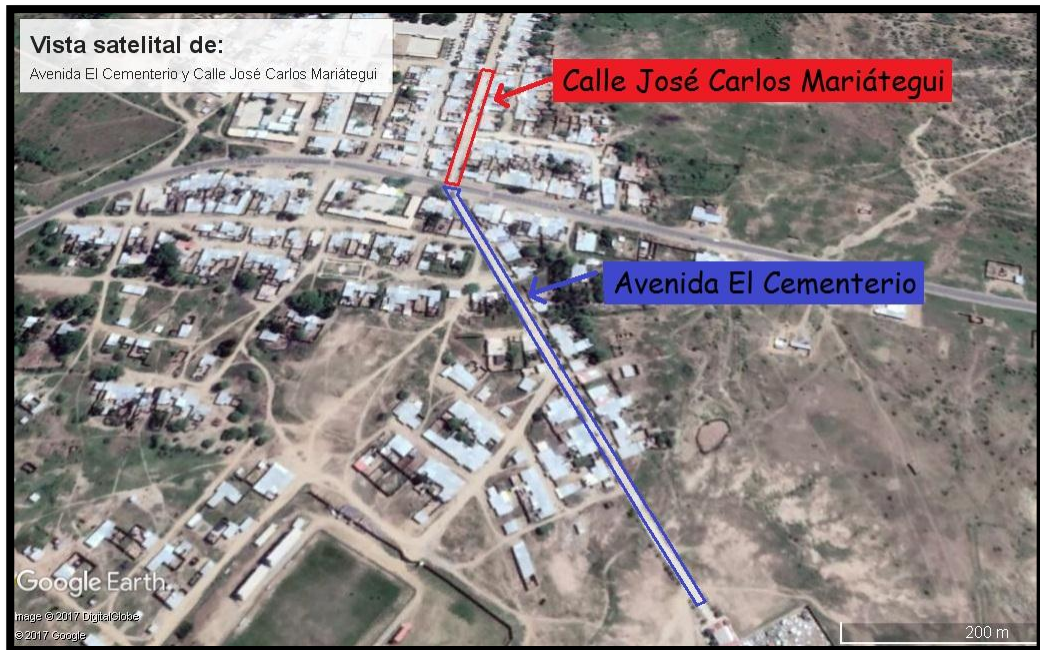 Vista satelital de:
Avenida El Cementerio y Calle José Carlos Mariátegui
Calle José Carlos Mariátegui
Avenida El Cementerio
Google Earth
Image © 2017 DigitalGlobe
© 2017 Google
200 m